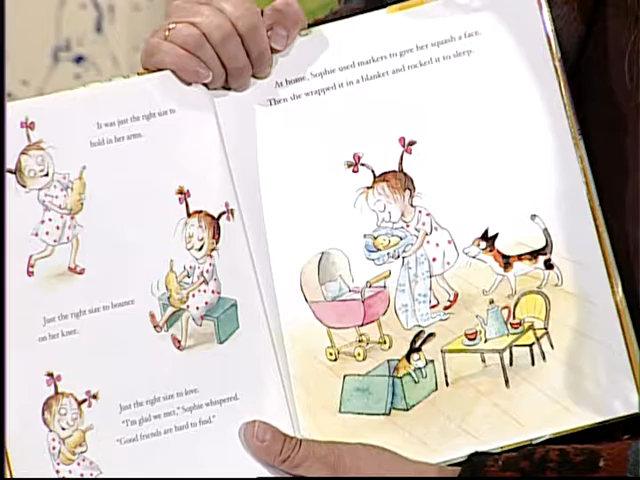 It was just the right size to
hold in her arms.
Just the right size to bounce
on her knee.
Just the right size to love.
"I'm glad we met," Sophie whispered.
"Good friends are hard to find."
At home, Sophie used markers to give her squash a face.
Then she wrapped it in a blanket and rocked it to sleep.